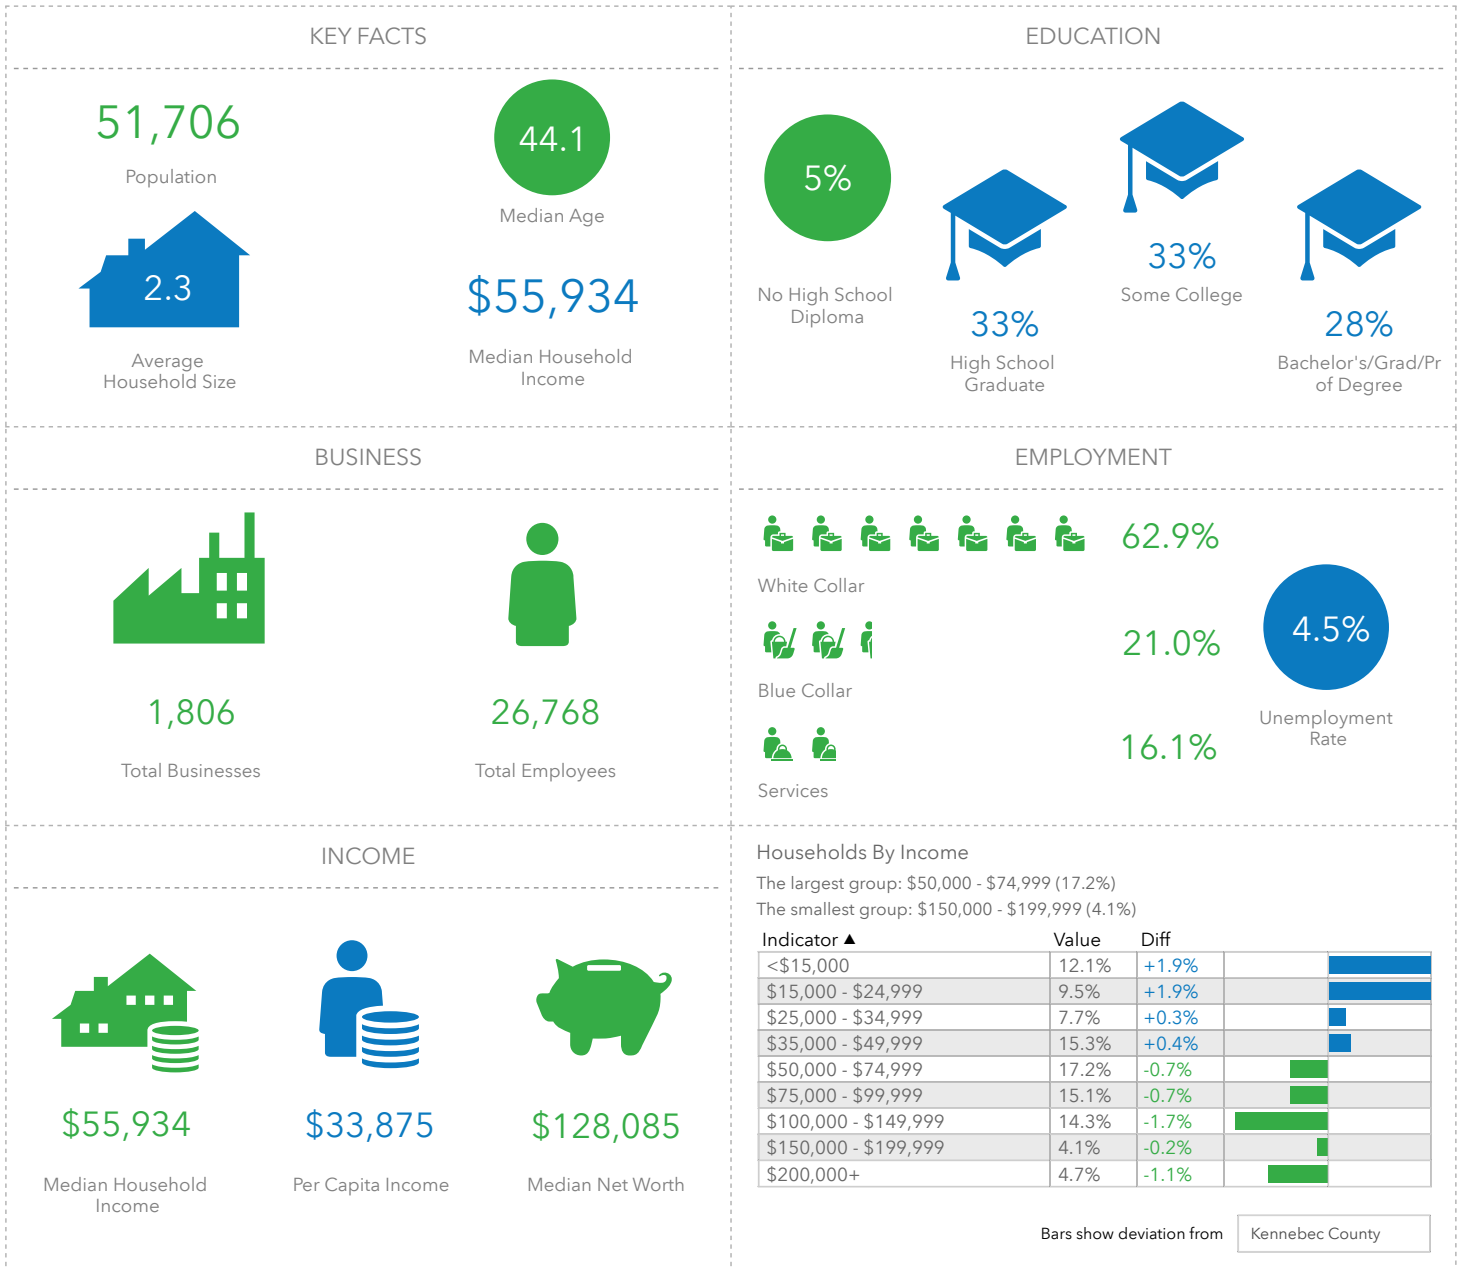 KEY FACTS
51,706
Population
44.1
Median Age
2.3
Average
Household Size
$55,934
Median Household
Income
EDUCATION
5%
No High School
Diploma
33%
High School
Graduate
33%
Some College
28%
Bachelor's/Grad/Pr
of Degree
BUSINESS
1,806
Total Businesses
26,768
Total Employees
EMPLOYMENT
62.9%
White Collar
21.0%
Blue Collar
16.1%
Services
4.5%
Unemployment
Rate
INCOME
$55,934
Median Household
Income
$33,875
Per Capita Income
$128,085
Median Net Worth
Households By Income
The largest group: $50,000 - $74,999 (17.2%)
The smallest group: $150,000 - $199,999 (4.1%)
Indicator ▲ Value Diff
<$15,000 12.1% +1.9%
$15,000 - $24,999 9.5% +1.9%
$25,000 - $34,999 7.7% +0.3%
$35,000 - $49,999 15.3% +0.4%
$50,000 - $74,999 17.2% -0.7%
$75,000 - $99,999 15.1% -0.7%
$100,000 - $149,999 14.3% -1.7%
$150,000 - $199,999 4.1% -0.2%
$200,000+ 4.7% -1.1%
Bars show deviation from Kennebec County